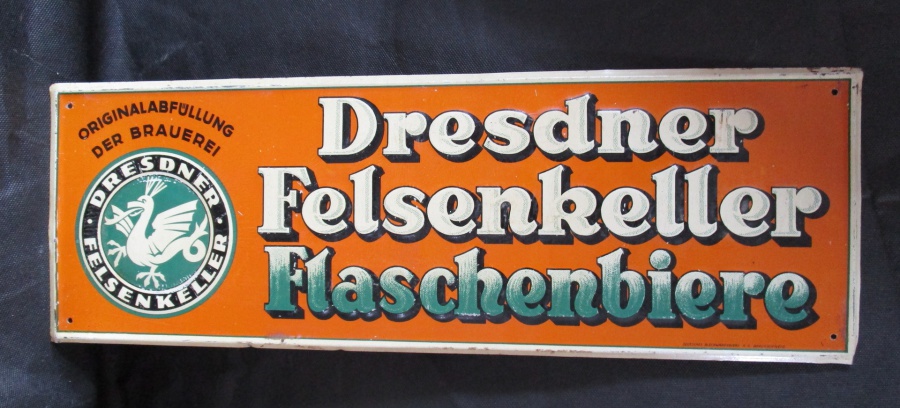 ORIGINALABFÜLLUNG
DER BRAUEREI
DRESDNER
FELSENKELLER
Dresdner
Felsenkeller
Flaschenbiere